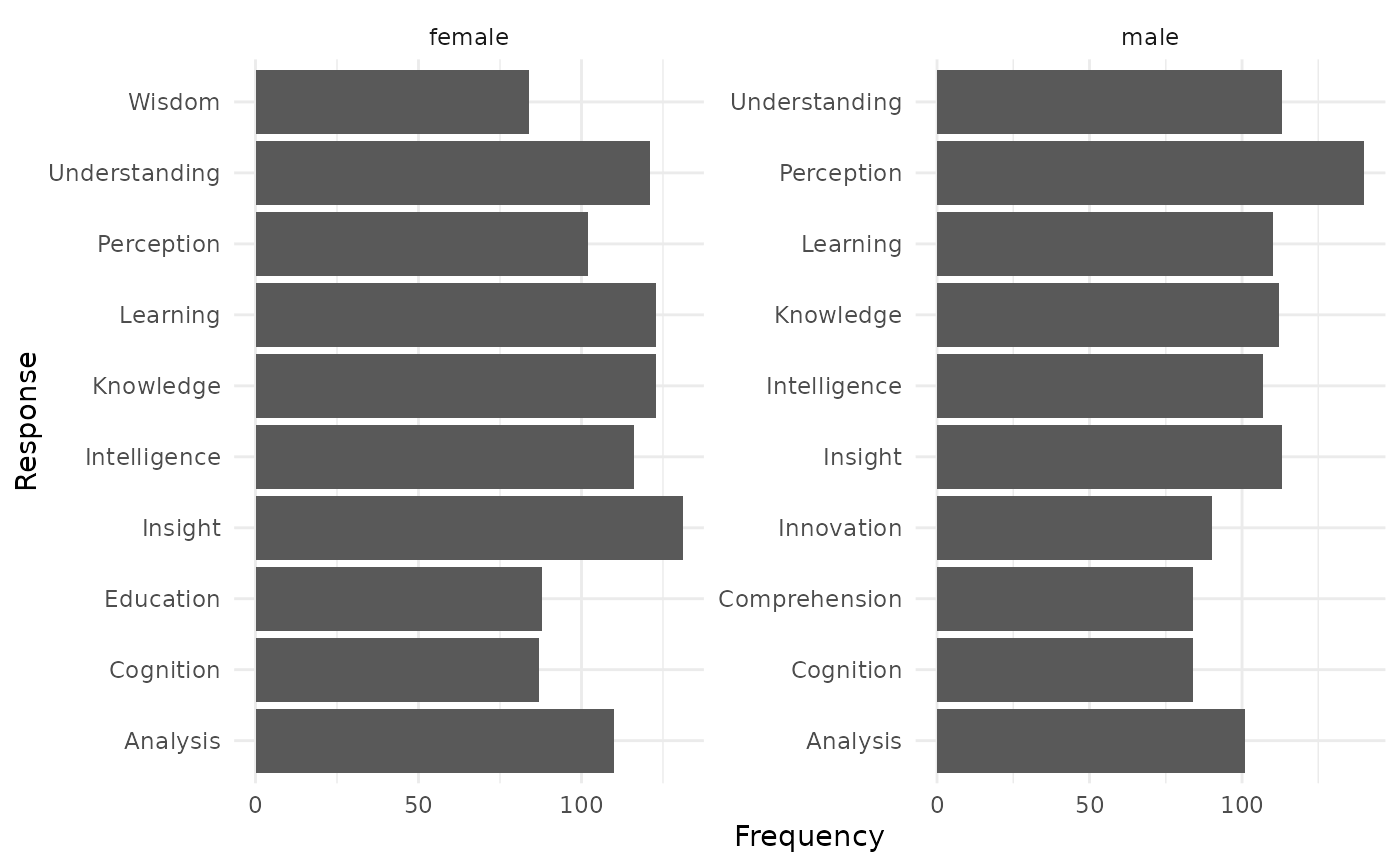 female
Wisdom
Understanding
Perception
Learning
Knowledge
Intelligence
Insight
Education
Cognition
Analysis
0 50 100
male
Understanding
Perception
Learning
Knowledge
Intelligence
Insight
Innovation
Comprehension
Cognition
Analysis
0 50 100
Response
Frequency